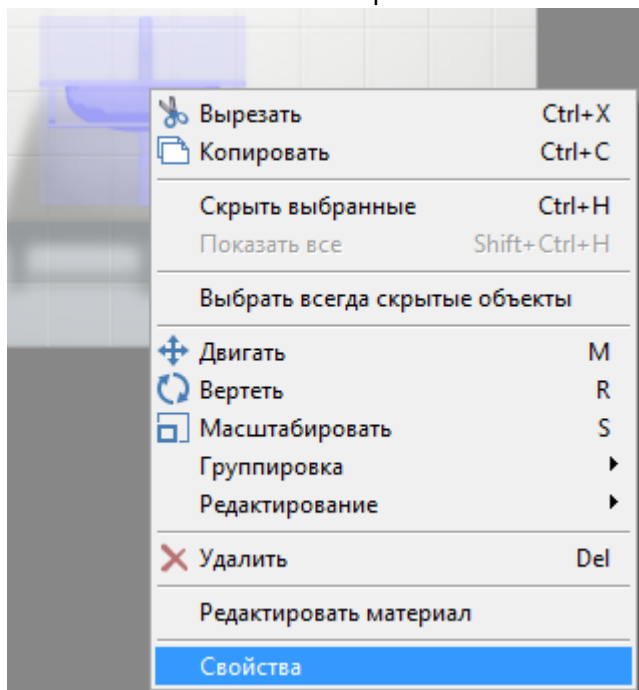 Вырезать Ctrl+X
Копировать Ctrl+C
Скрыть выбранные Ctrl+H
Показать все Shift+Ctrl+H
Выбрать всегда скрытые объекты
Двигать M
Вертеть R
Масштабировать S
Группировка
Редактирование
Удалить Del
Редактировать материал
Свойства